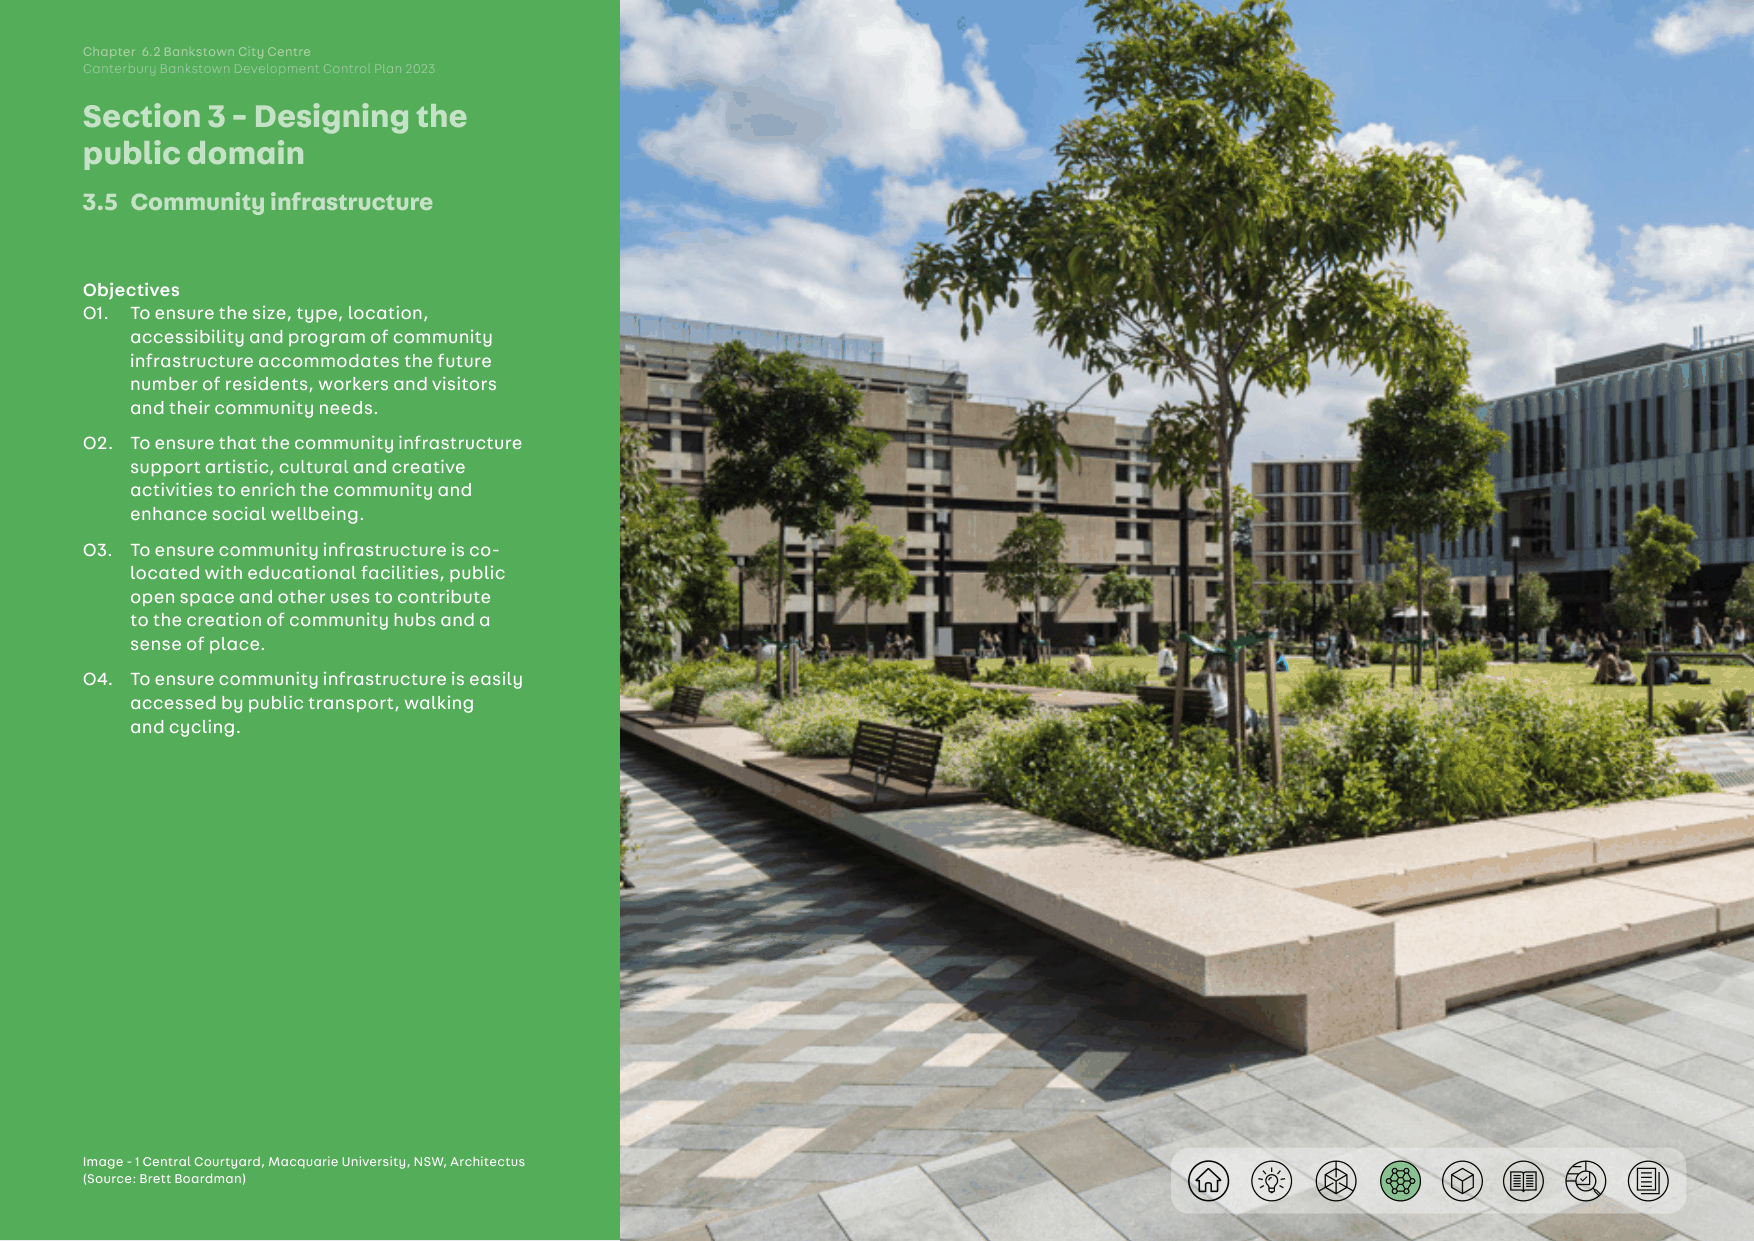 Chapter 6.2 Bankstown City Centre
Canterbury Bankstown Development Control Plan 2023
Section 3 – Designing the
public domain
3.5 Community infrastructure
Objectives
O1. To ensure the size, type, location,
accessibility and program of community
infrastructure accommodates the future
number of residents, workers and visitors
and their community needs.
O2. To ensure that the community infrastructure
support artistic, cultural and creative
activities to enrich the community and
enhance social wellbeing.
O3. To ensure community infrastructure is co-
located with educational facilities, public
open space and other uses to contribute
to the creation of community hubs and a
sense of place.
O4. To ensure community infrastructure is easily
accessed by public transport, walking
and cycling.
Image - 1 Central Courtyard, Macquarie University, NSW, Architectus
(Source: Brett Boardman)